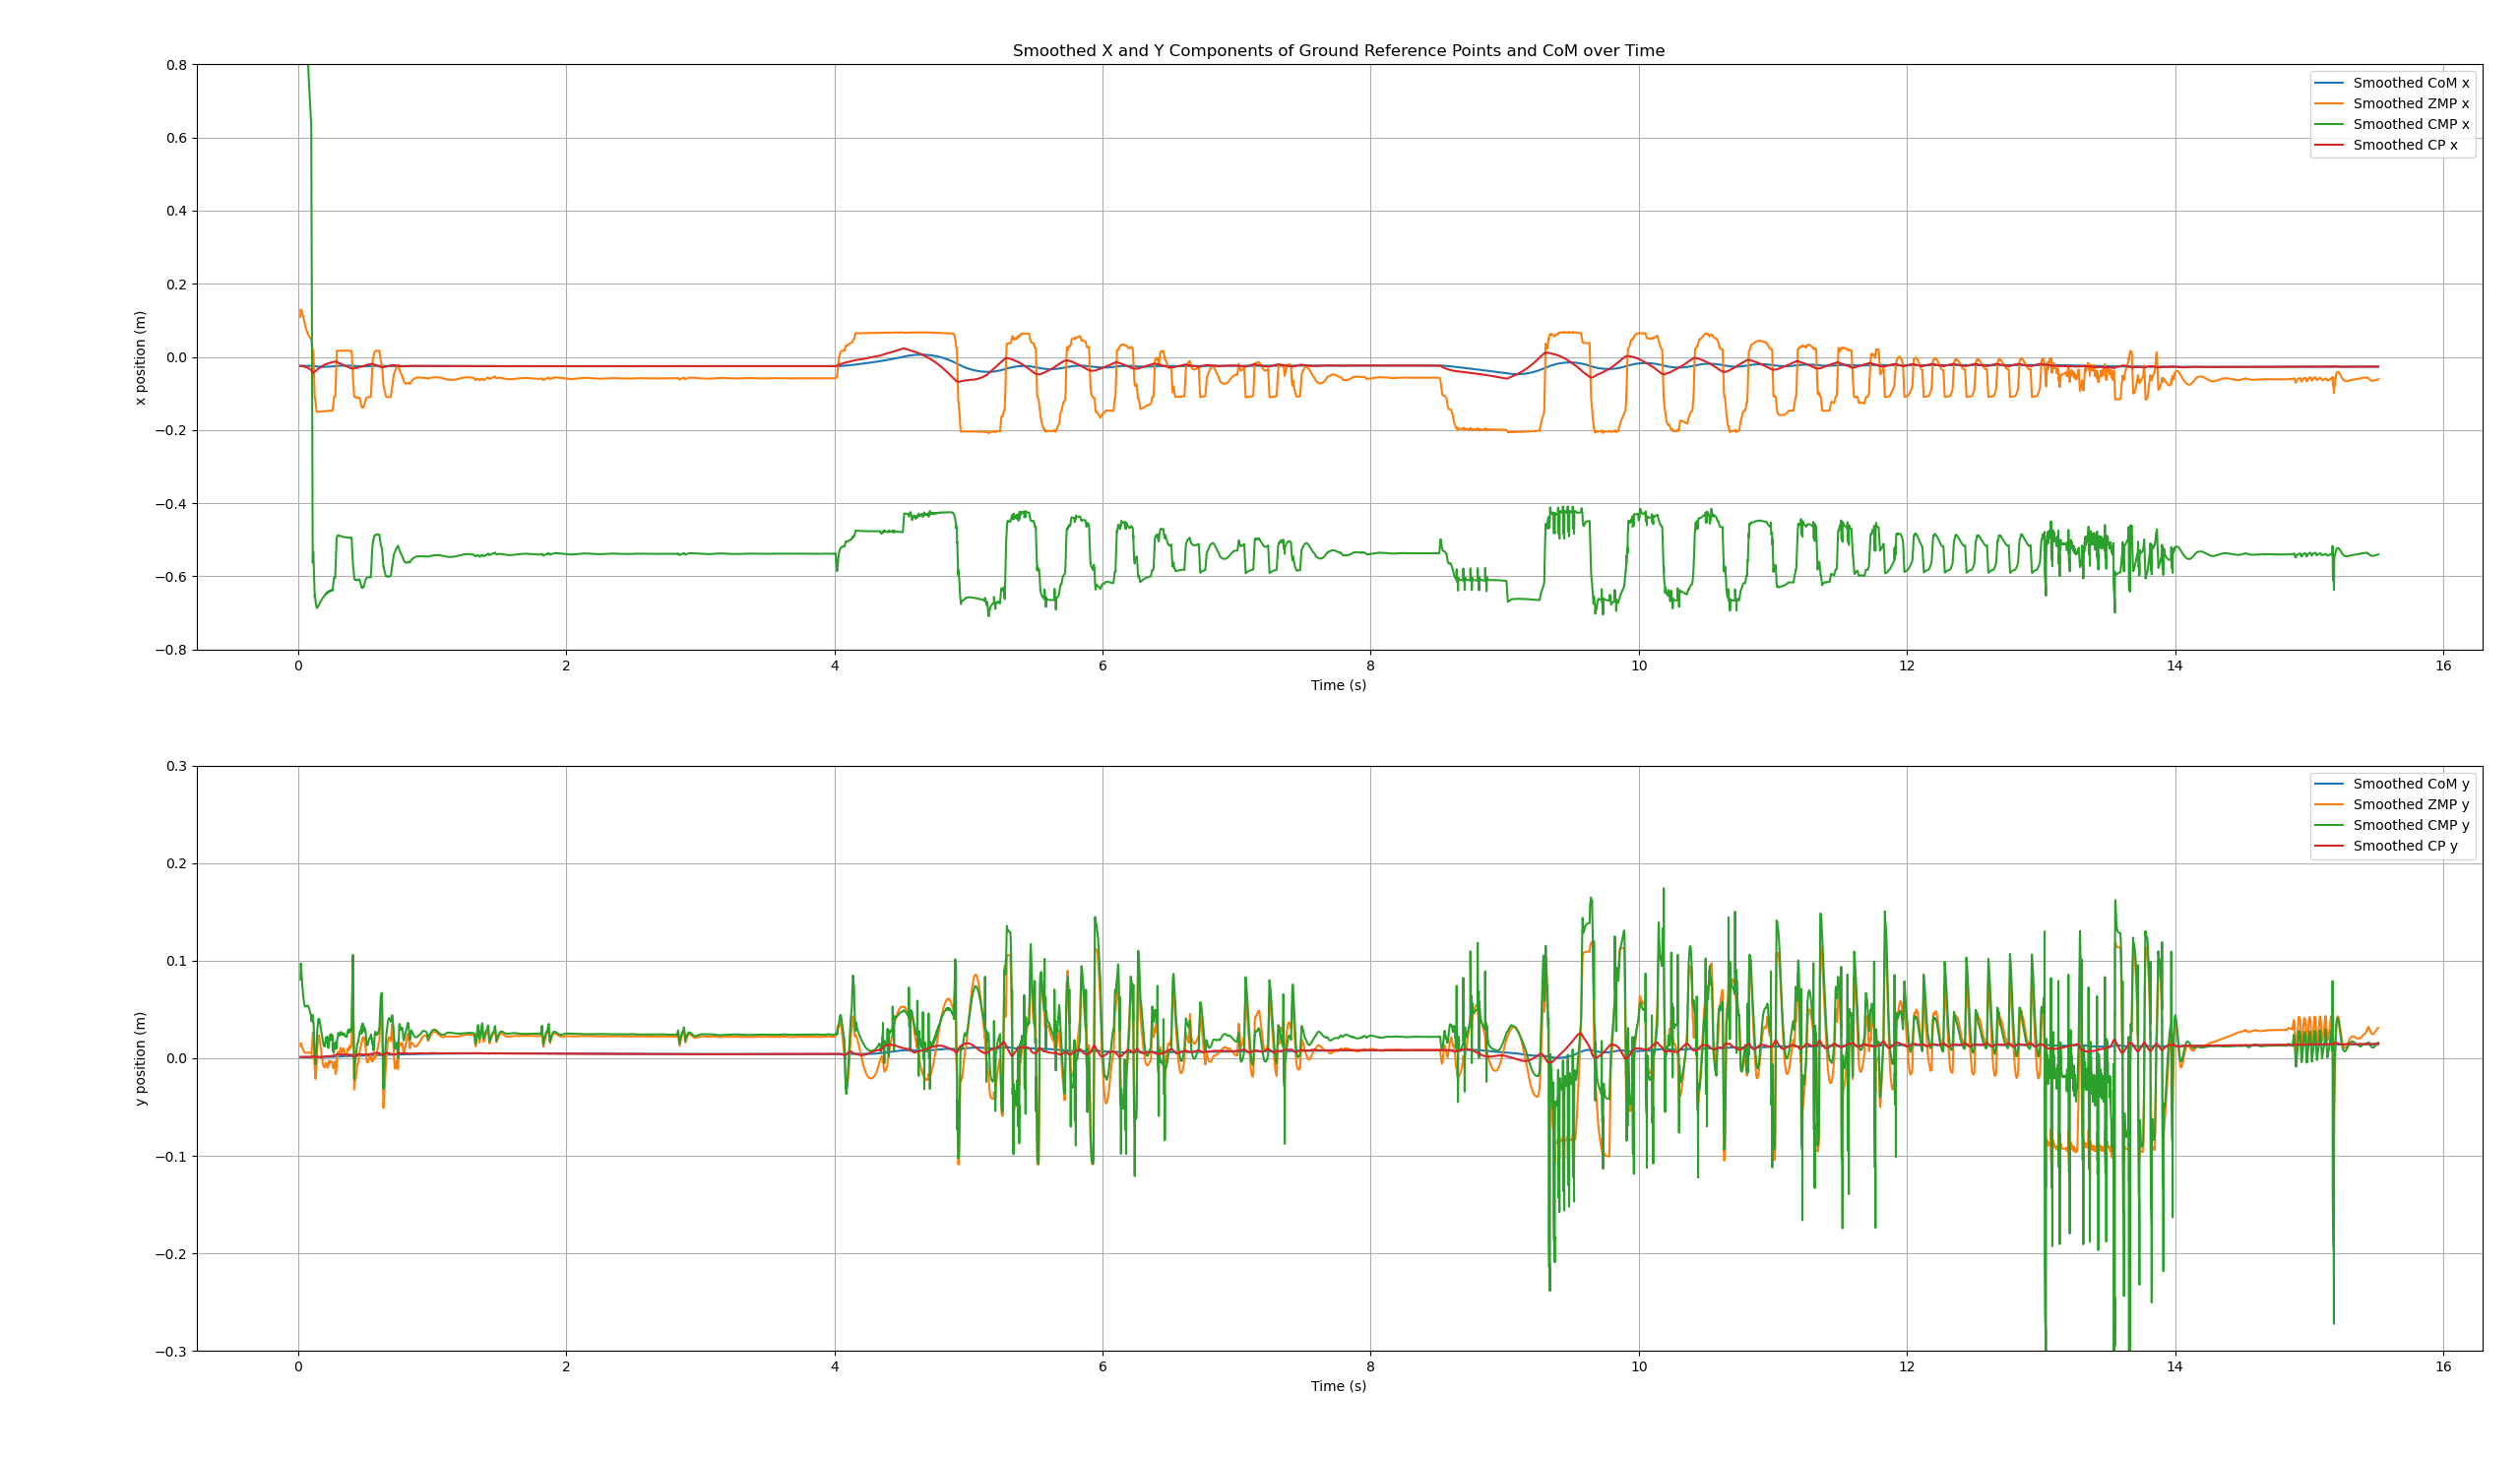 Smoothed X and Y Components of Ground Reference Points and CoM over Time
0.8
0.6
0.4
0.2
0.0
−0.2
−0.4
−0.6
−0.8
x position (m)
Smoothed CoM x
Smoothed ZMP x
Smoothed CMP x
Smoothed CP x
0 2 4 6 8 10 12 14 16
Time (s)
0.3
0.2
0.1
0.0
−0.1
−0.2
−0.3
y position (m)
Smoothed CoM y
Smoothed ZMP y
Smoothed CMP y
Smoothed CP y
0 2 4 6 8 10 12 14 16
Time (s)